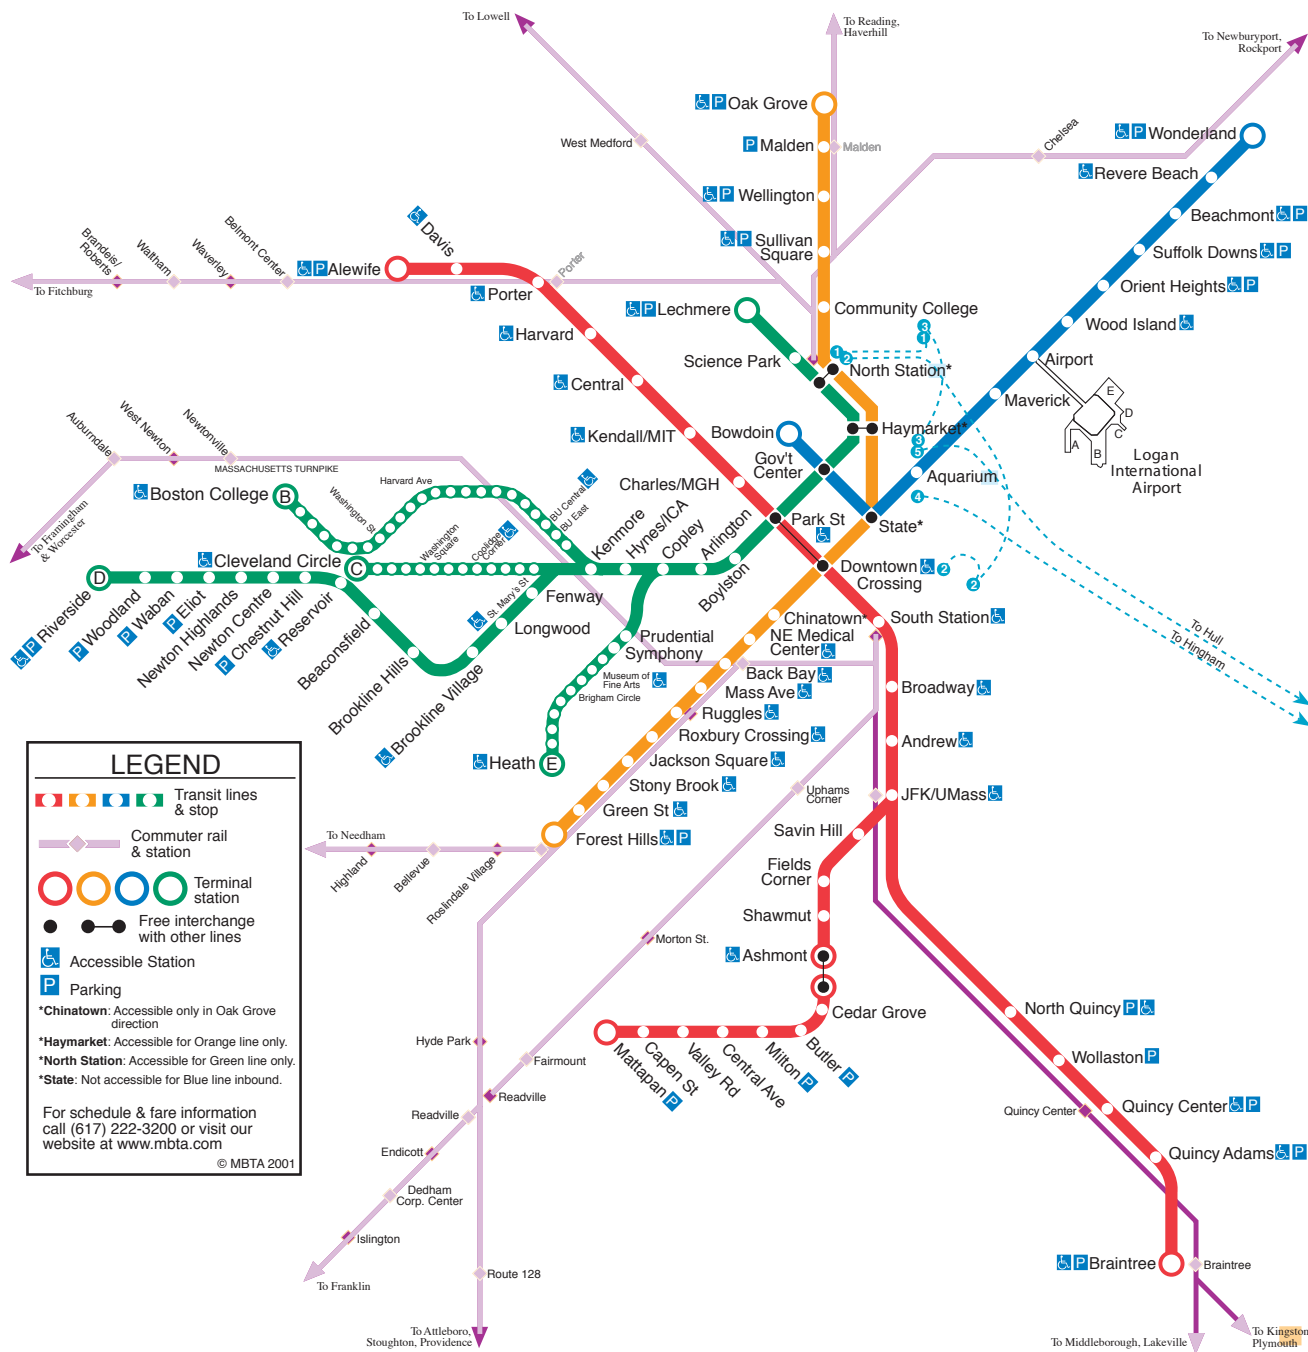 To Lowell
To Reading,
Haverhill
To Newburyport,
Rockport
P Oak Grove
P Malden
Malden
West Medford
Chelsea
P Wonderland
Revere Beach
P Wellington
Beachmont P
P Sullivan
Square
Suffolk Downs P
Davis
Belmont Center
Waverley
Waltham
Brandeis/
Roberts
P Alewife
Porter
Porter
To Fitchburg
Orient Heights P
P Lechmere
Community College
Wood Island
Harvard
Science Park
North Station*
1
2
3
1
Airport
Central
Maverick
E
D
C
A
B
Logan
International
Airport
Auburndale
West Newton
Newtonville
MASSACHUSETTS TURNPIKE
Kendall/MIT
Bowdoin
Haymarket*
3
5
Gov't
Center
Aquarium
4
Charles/MGH
Boston College B
Washington St
Harvard Ave
BU Central
BU East
To Framingham
& Worcester
Kenmore
Hynes/ICA
Copley
Arlington
Boylston
Park St
State*
Cleveland Circle C
Washington
Square
Coolidge
Corner
St. Mary's St
Downtown
Crossing
2
2
D
P Riverside
P Woodland
P Waban
P Eliot
Newton Highlands
Newton Centre
P Chestnut Hill
Reservoir
Beaconsfield
Brookline Hills
Brookline Village
Longwood
Fenway
Chinatown*
South Station
NE Medical
Center
Prudential
Symphony
Back Bay
To Hull
To Hingham
Museum of
Fine Arts
Brigham Circle
Mass Ave
Broadway
Ruggles
Roxbury Crossing
Andrew
Heath E
Jackson Square
Stony Brook
Uphams
Corner
JFK/UMass
Green St
Forest Hills P
Savin Hill
To Needham
Highland
Bellevue
Roslindale Village
Fields
Corner
Shawmut
Morton St.
Ashmont
Cedar Grove
North Quincy P
Mattapan P
Capen St
Valley Rd
Central Ave
Milton P
Butler P
Wollaston P
Hyde Park
Fairmount
Readville
Readville
Quincy Center
Quincy Center P
Endicott
Quincy Adams P
Dedham
Corp. Center
Islington
To Franklin
Route 128
P Braintree
Braintree
To Attleboro,
Stoughton, Providence
To Middleborough, Lakeville
To Kingston
Plymouth
LEGEND
Transit lines
& stop
Commuter rail
& station
Terminal
station
Free interchange
with other lines
Accessible Station
P Parking
*Chinatown: Accessible only in Oak Grove
direction
*Haymarket: Accessible for Orange line only.
*North Station: Accessible for Green line only.
*State: Not accessible for Blue line inbound.
For schedule & fare information
call (617) 222-3200 or visit our
website at www.mbta.com
© MBTA 2001